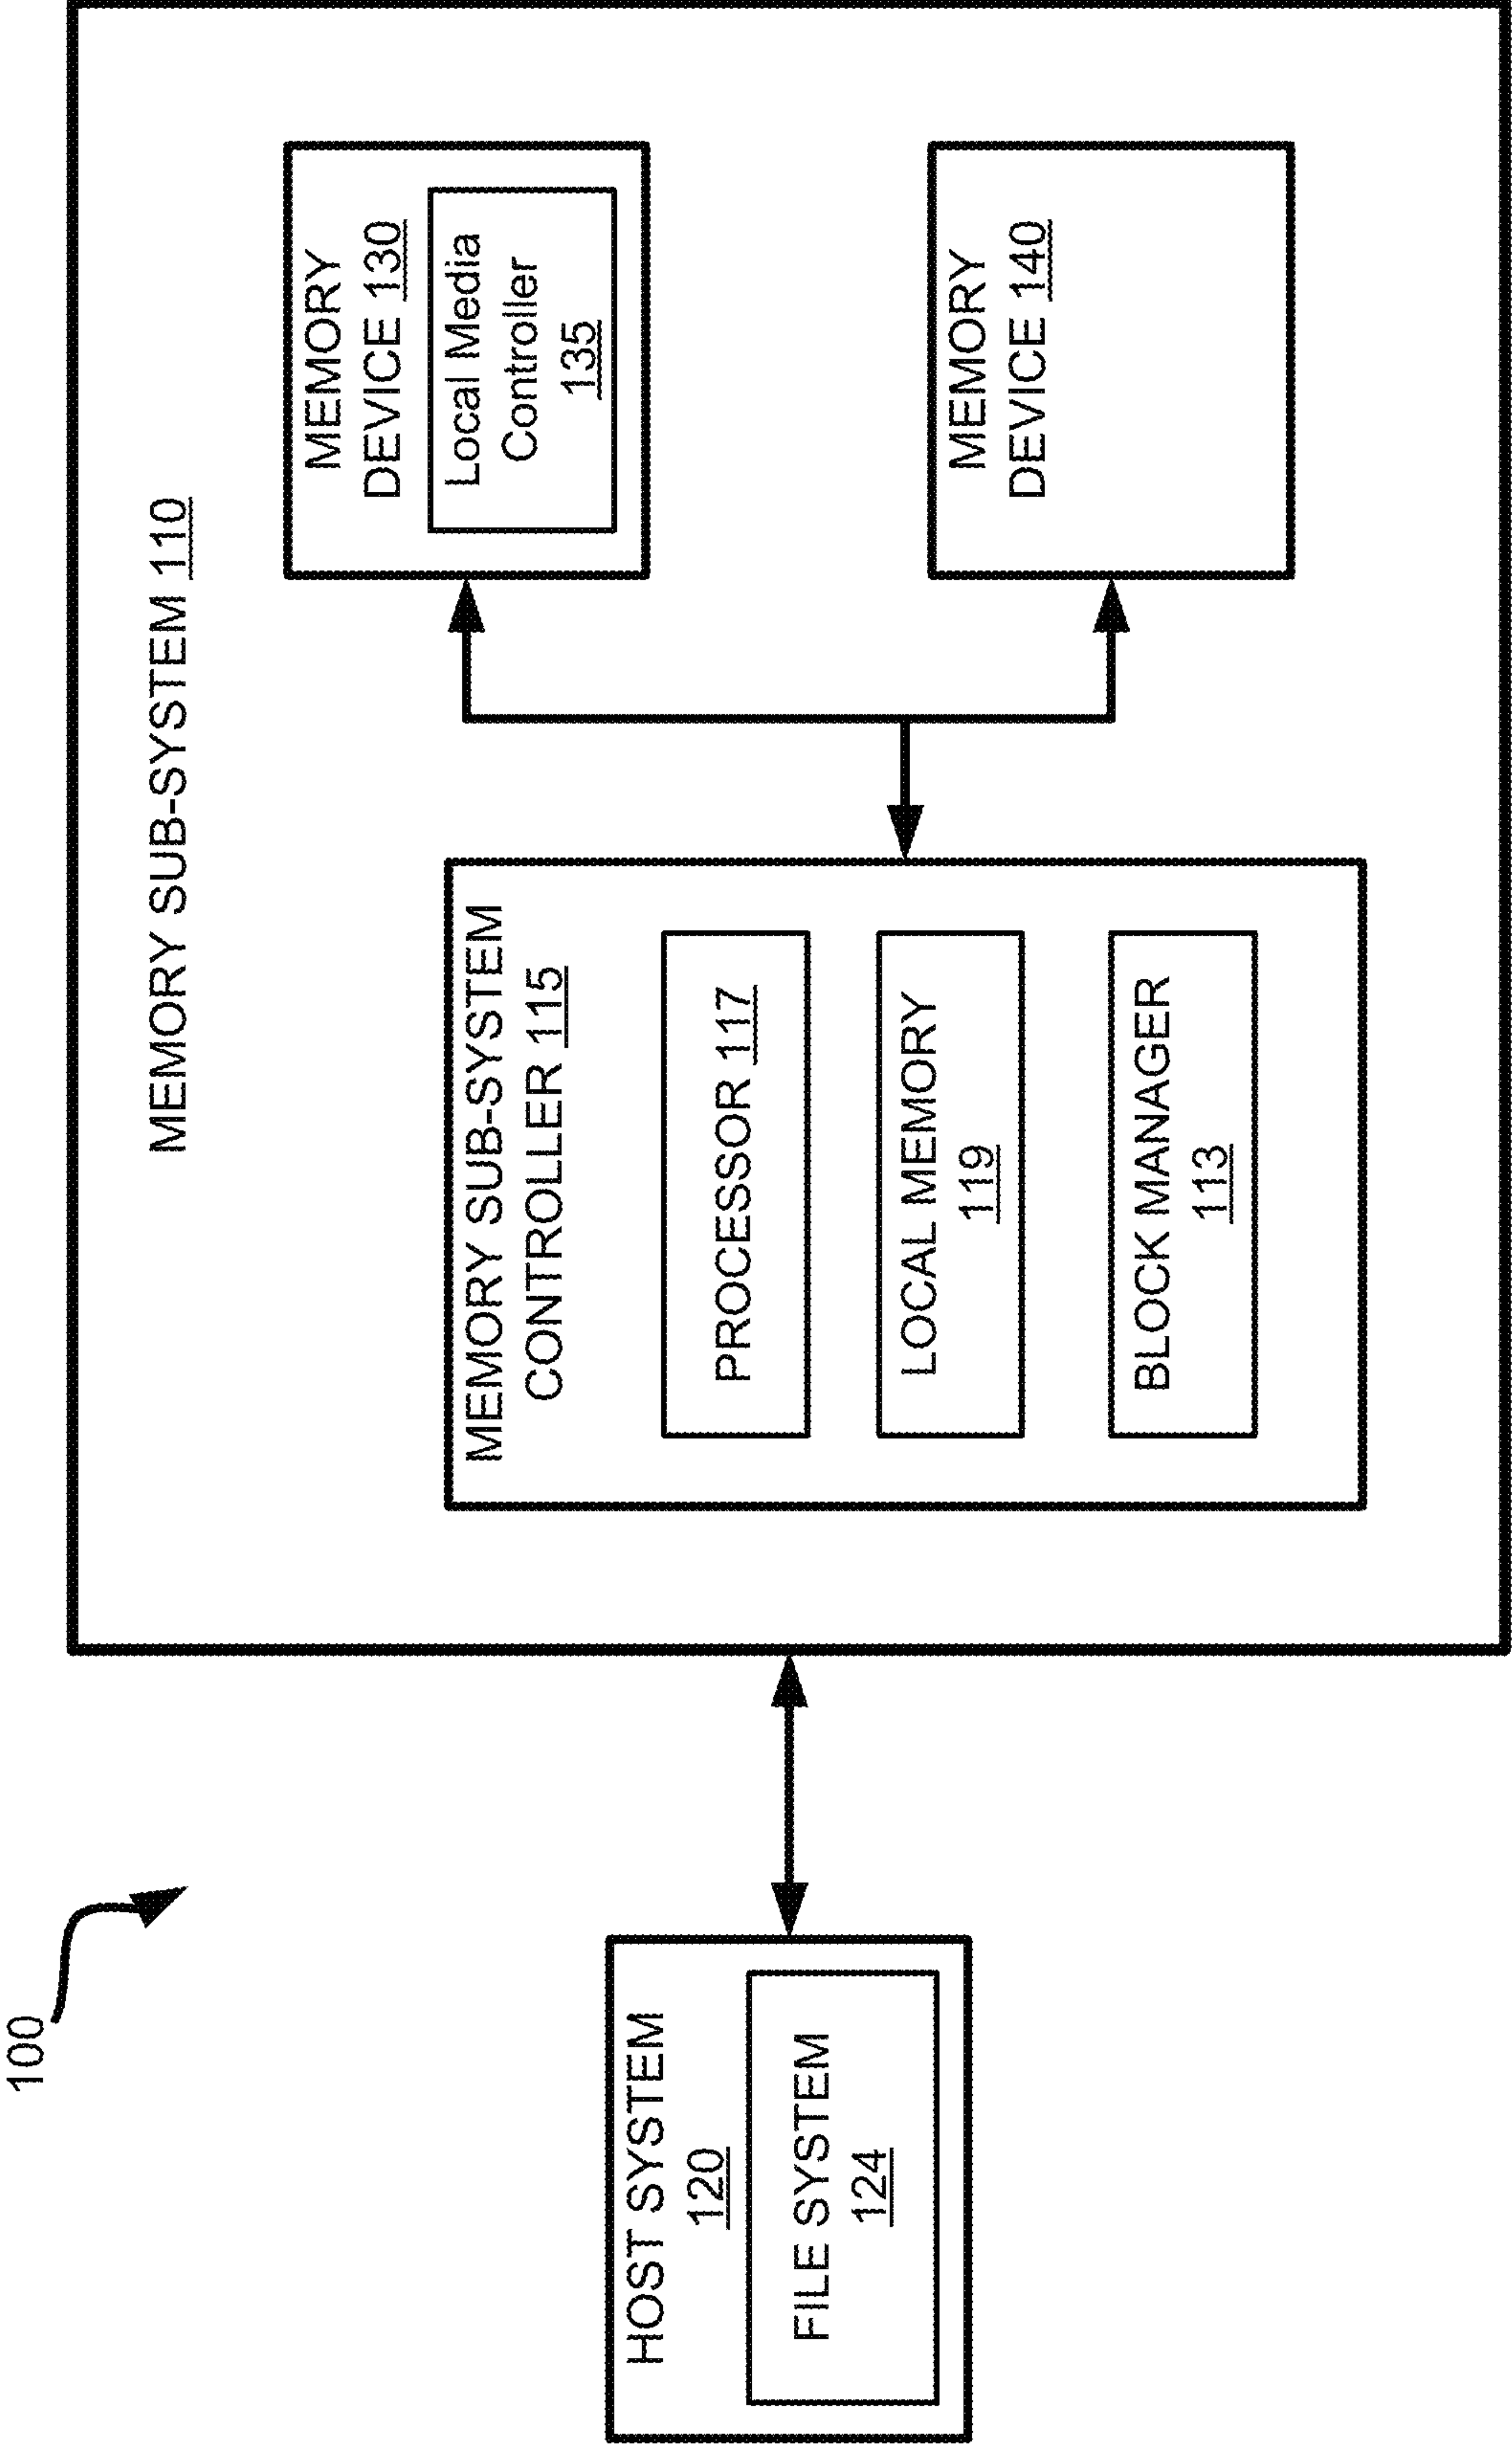 100
HOST SYSTEM
120
FILE SYSTEM
124
MEMORY SUB-SYSTEM 110
MEMORY SUB-SYSTEM
CONTROLLER 115
PROCESSOR 117
LOCAL MEMORY
119
BLOCK MANAGER
113
MEMORY
DEVICE 130
Local Media
Controller
135
MEMORY
DEVICE 140